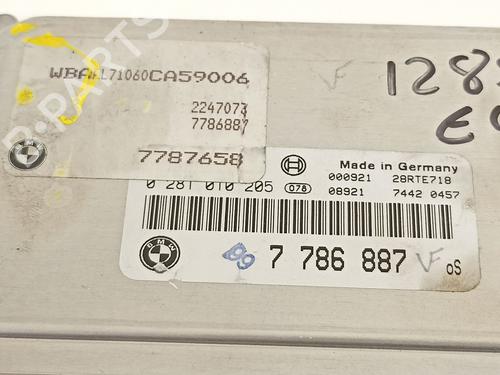 WBAAL71060CA59006
2247073
7786887
7787658
Made in Germany
000921 28RTE718
0 281 010 205 078 08921 7442 0457
BMW
7 786 887 oS